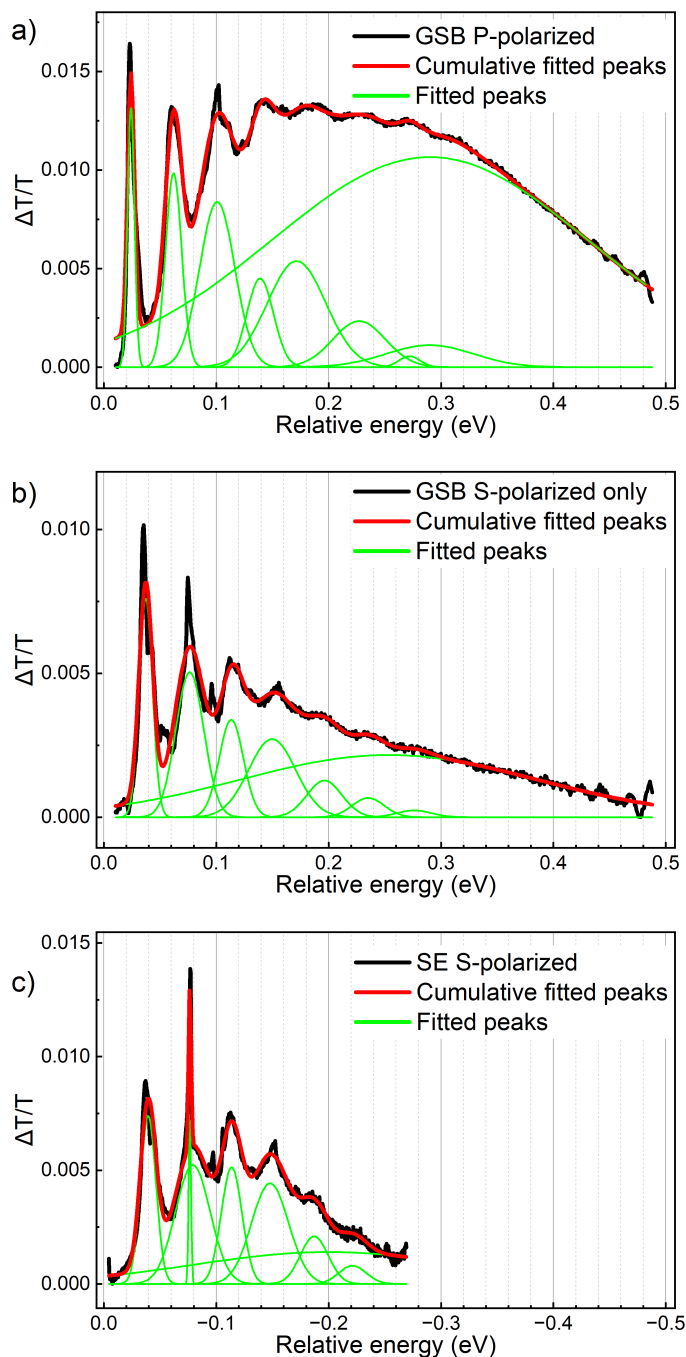 a)
GSB P-polarized
Cumulative fitted peaks
Fitted peaks
0.015
0.010
0.005
0.000
ΔT/T
0.0 0.1 0.2 0.3 0.4 0.5
Relative energy (eV)
b)
GSB S-polarized only
Cumulative fitted peaks
Fitted peaks
0.010
0.005
0.000
ΔT/T
0.0 0.1 0.2 0.3 0.4 0.5
Relative energy (eV)
c)
SE S-polarized
Cumulative fitted peaks
Fitted peaks
0.015
0.010
0.005
0.000
ΔT/T
0.0 −0.1 −0.2 −0.3 −0.4 −0.5
Relative energy (eV)